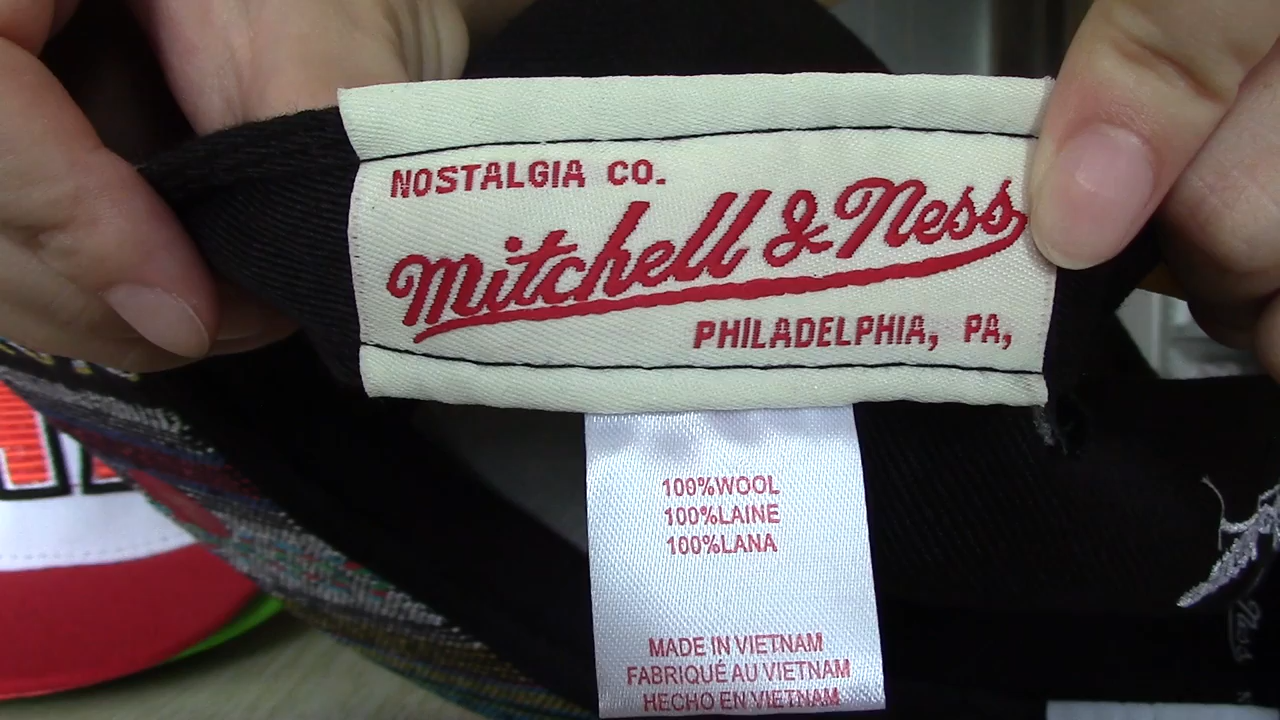 NOSTALGIA CO.
Mitchell & Ness
PHILADELPHIA, PA,
100%WOOL
100%LAINE
100%LANA
MADE IN VIETNAM
FABRIQUÉ AU VIETNAM
HECHO EN VIETNAM
Ness